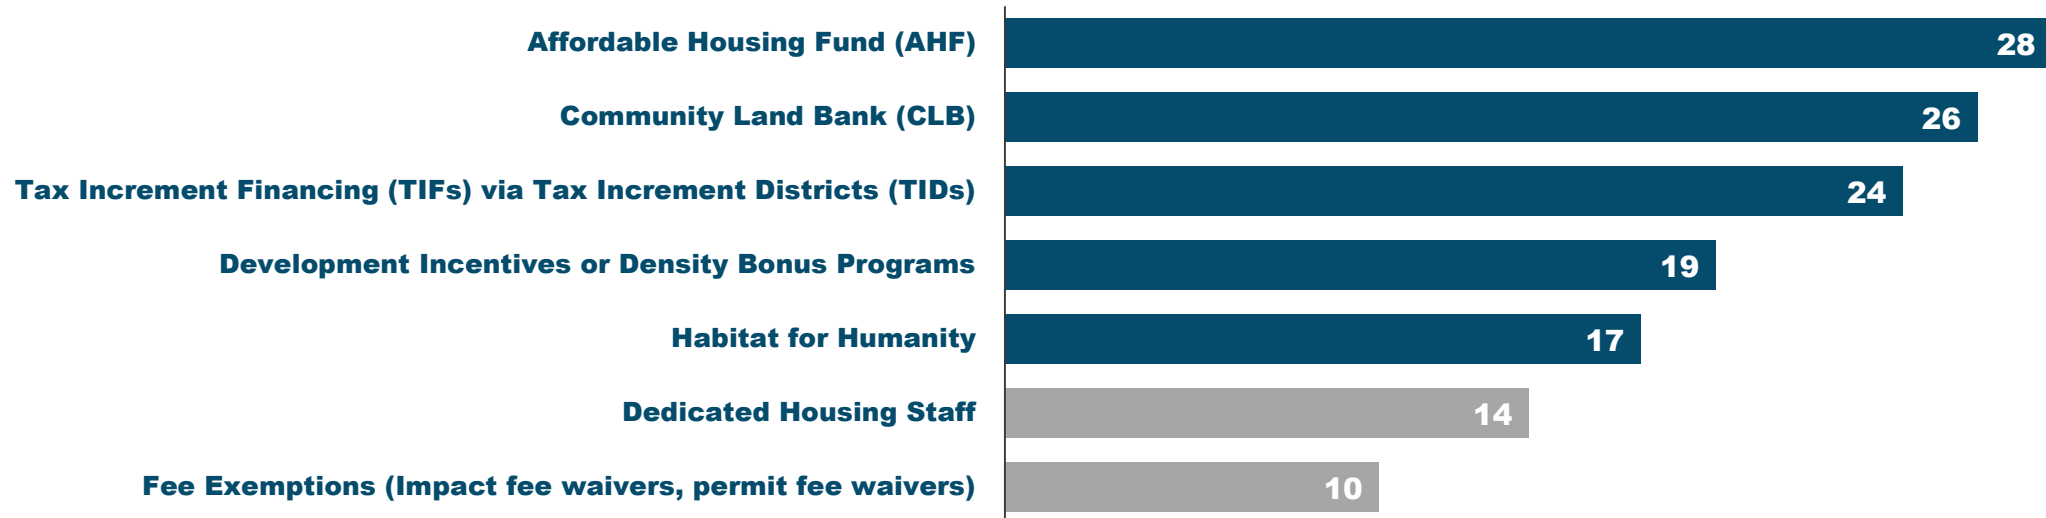 Affordable Housing Fund (AHF) 28
Community Land Bank (CLB) 26
Tax Increment Financing (TIFs) via Tax Increment Districts (TIDs) 24
Development Incentives or Density Bonus Programs 19
Habitat for Humanity 17
Dedicated Housing Staff 14
Fee Exemptions (Impact fee waivers, permit fee waivers) 10